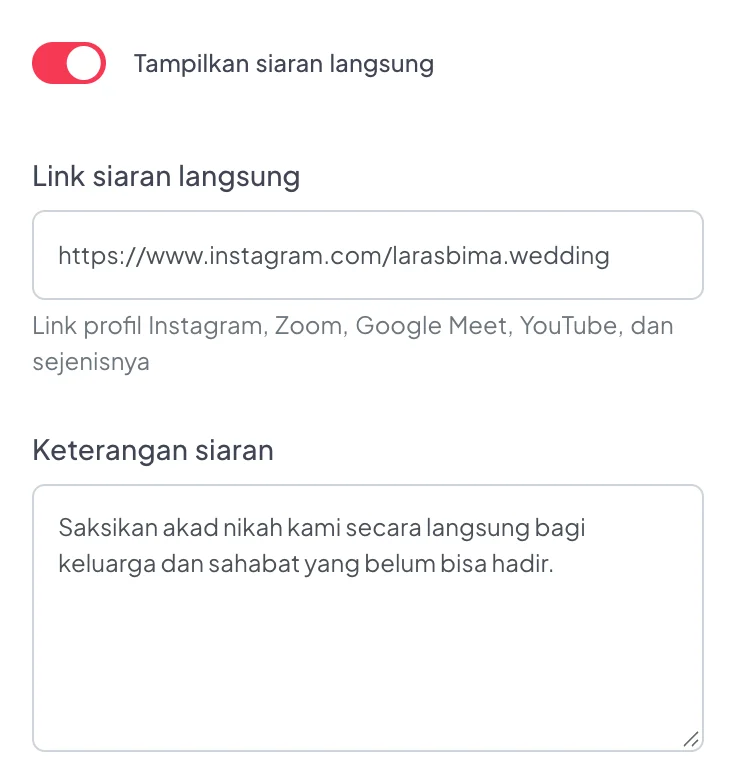 Tampilkan siaran langsung
Link siaran langsung
https://www.instagram.com/larasbima.wedding
Link profil Instagram, Zoom, Google Meet, YouTube, dan
sejenisnya
Keterangan siaran
Saksikan akad nikah kami secara langsung bagi
keluarga dan sahabat yang belum bisa hadir.